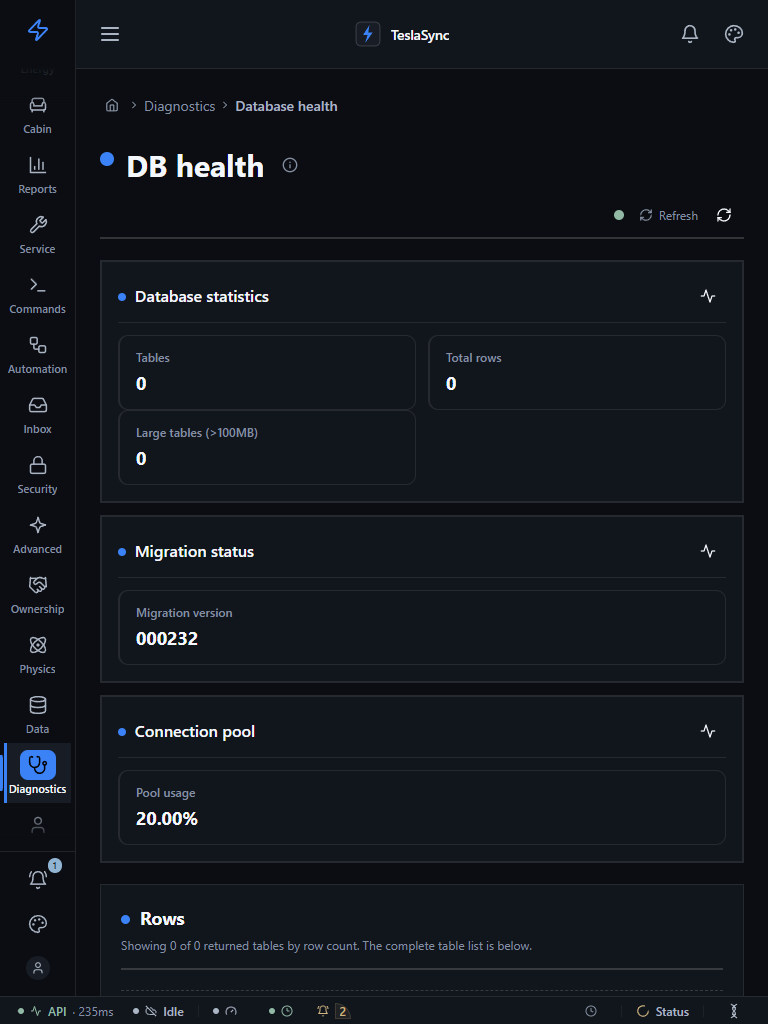 TeslaSync
Energy
Cabin
Reports
Service
Commands
Automation
Inbox
Security
Advanced
Ownership
Physics
Data
Diagnostics
1
Diagnostics
Database health
DB health
Refresh
Database statistics
Tables
0
Total rows
0
Large tables (>100MB)
0
Migration status
Migration version
000232
Connection pool
Pool usage
20.00%
Rows
Showing 0 of 0 returned tables by row count. The complete table list is below.
API · 235ms
Idle
2
Status